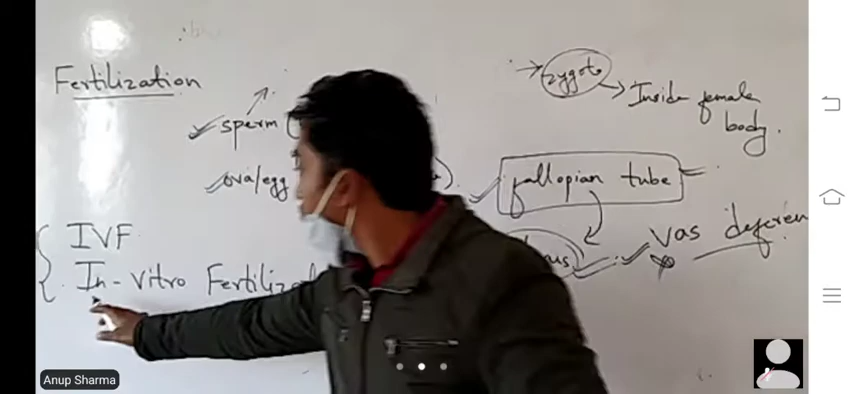 Fertilization
sperm (
ova/egg
zygote
Inside female
body.
fallopian tube
Vas deferen
IVF
In-vitro Fertiliz
Anup Sharma